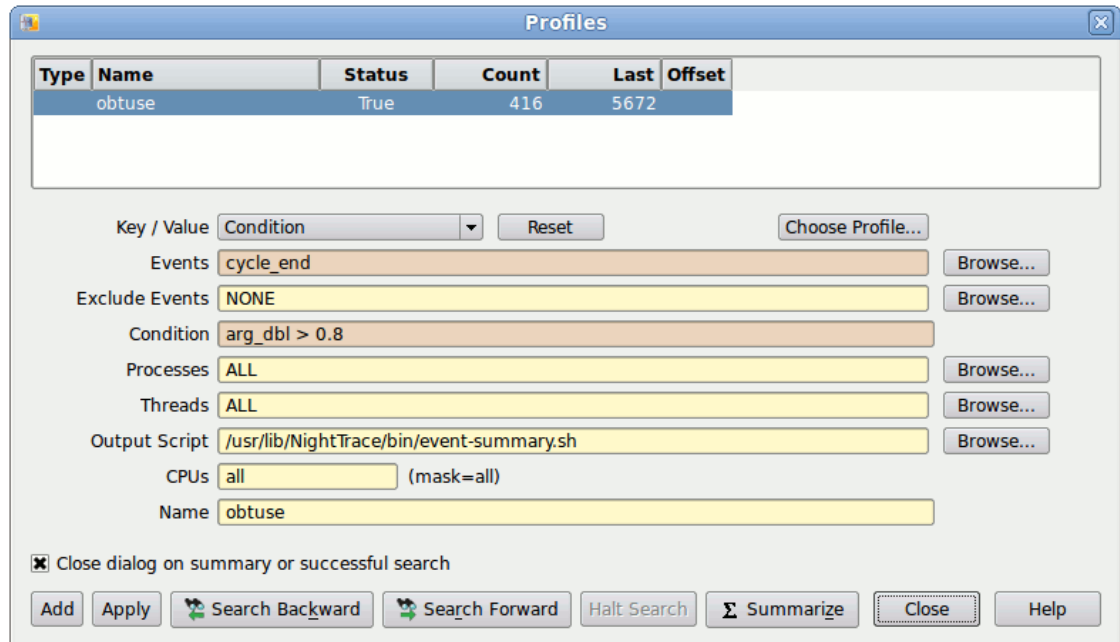 Profiles
Type Name Status Count Last Offset
obtuse True 416 5672
Key / Value Condition Reset Choose Profile...
Events cycle_end Browse...
Exclude Events NONE Browse...
Condition arg_dbl > 0.8
Processes ALL Browse...
Threads ALL Browse...
Output Script /usr/lib/NightTrace/bin/event-summary.sh Browse...
CPUs all (mask=all)
Name obtuse
Close dialog on summary or successful search
Add Apply Search Backward Search Forward Halt Search Σ Summarize Close Help